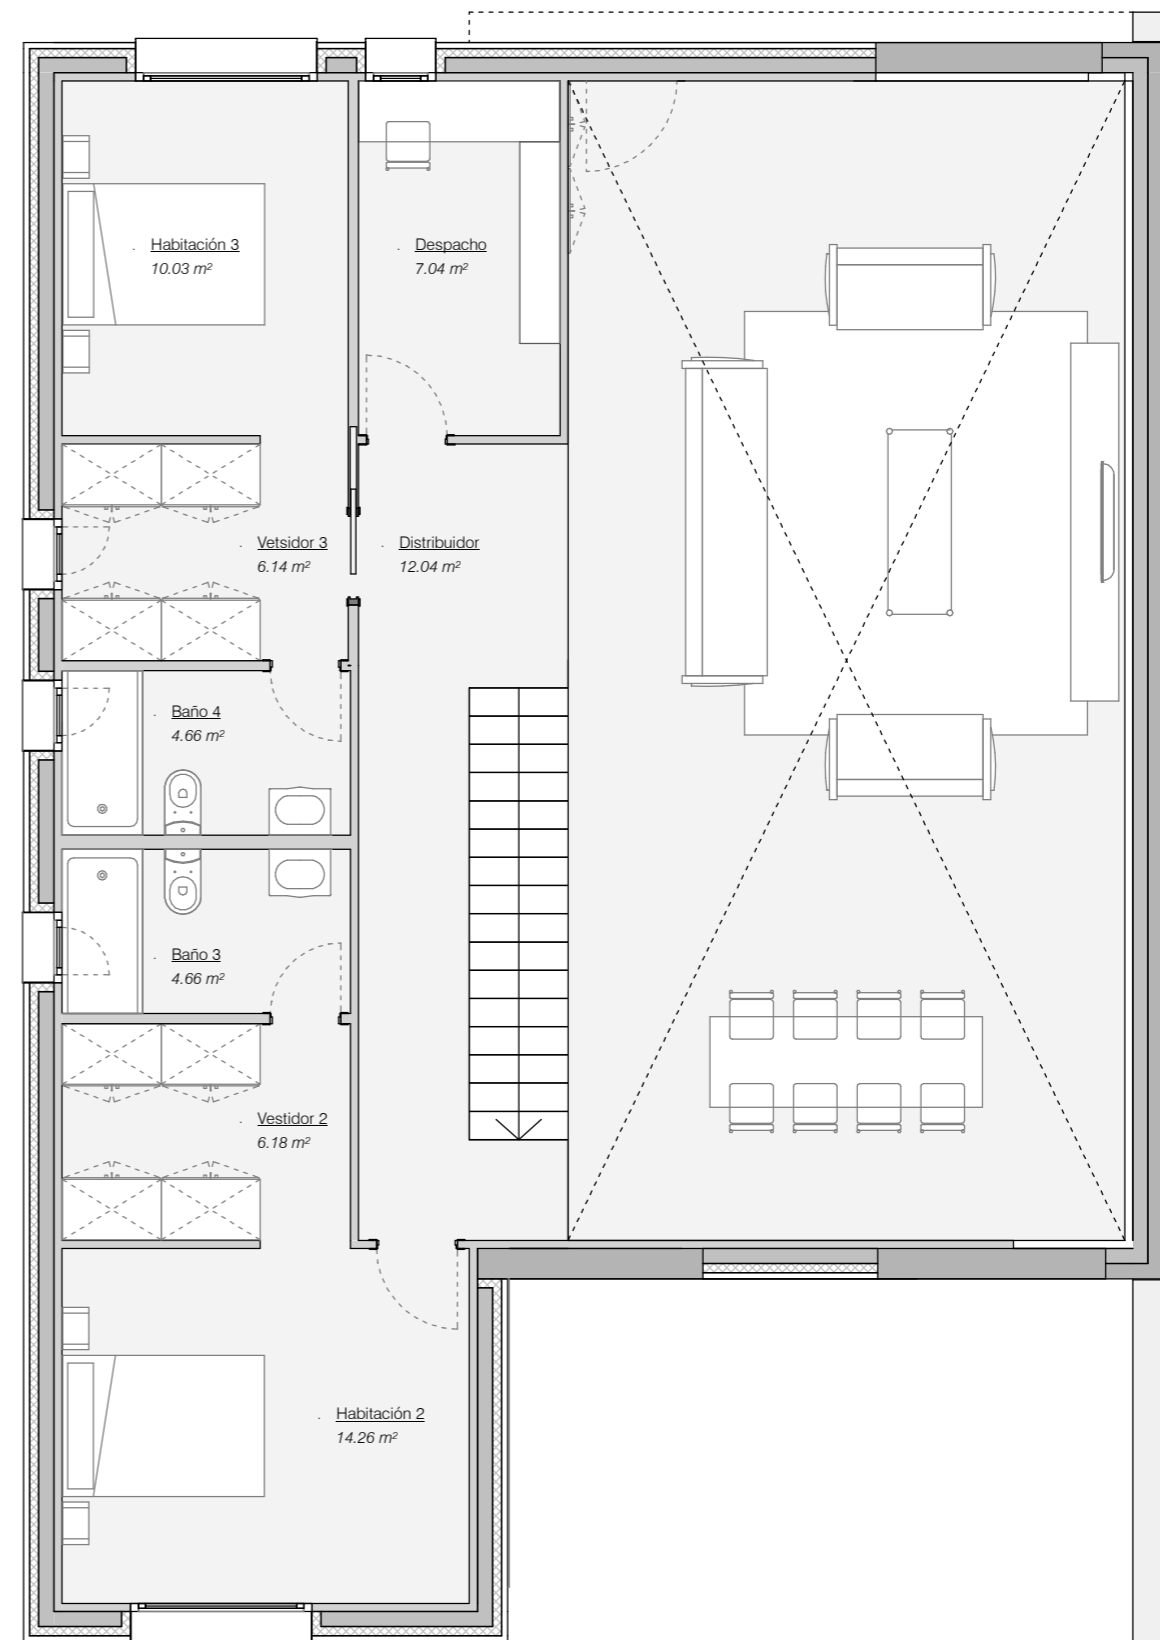 Habitación 3
10.03 m²
Despacho
7.04 m²
Vetsidor 3
6.14 m²
Distribuidor
12.04 m²
Baño 4
4.66 m²
Baño 3
4.66 m²
Vestidor 2
6.18 m²
Habitación 2
14.26 m²